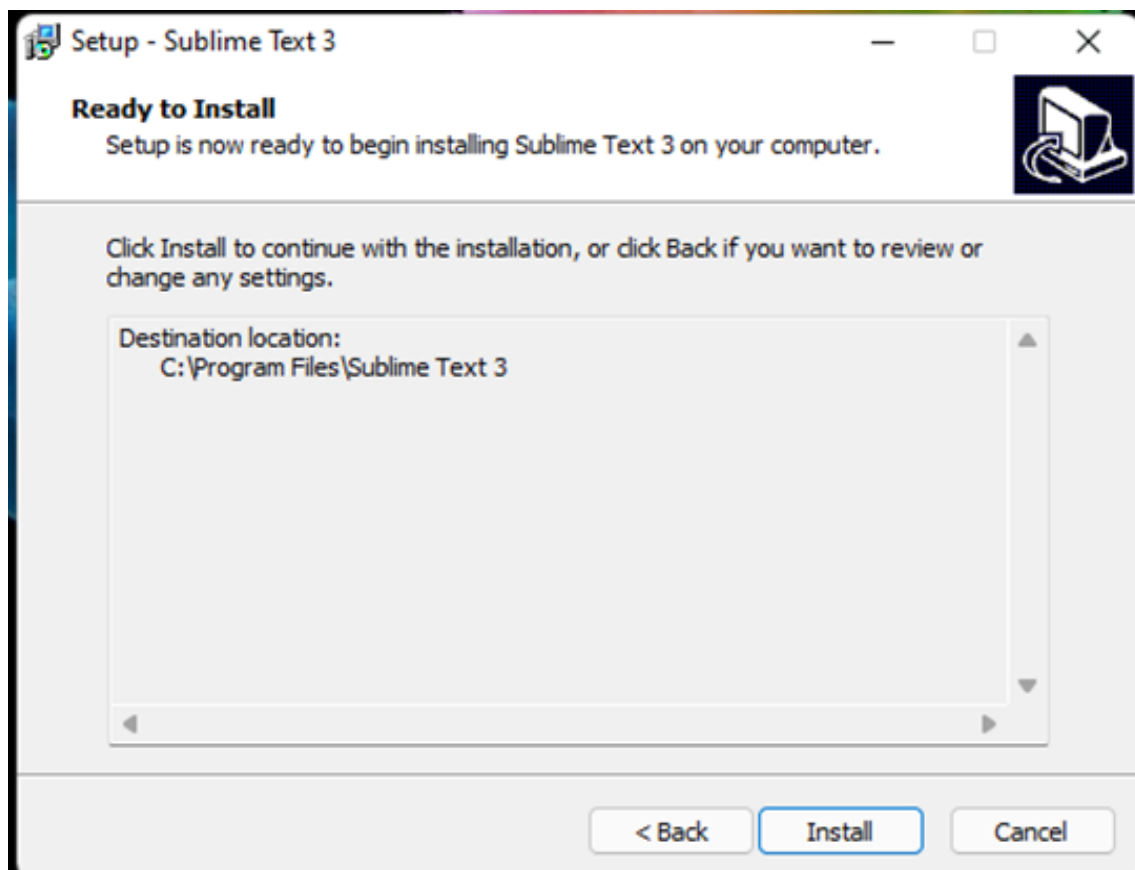 Setup - Sublime Text 3
Ready to Install
Setup is now ready to begin installing Sublime Text 3 on your computer.
Click Install to continue with the installation, or click Back if you want to review or
change any settings.
Destination location:
C:\Program Files\Sublime Text 3
< Back Install Cancel